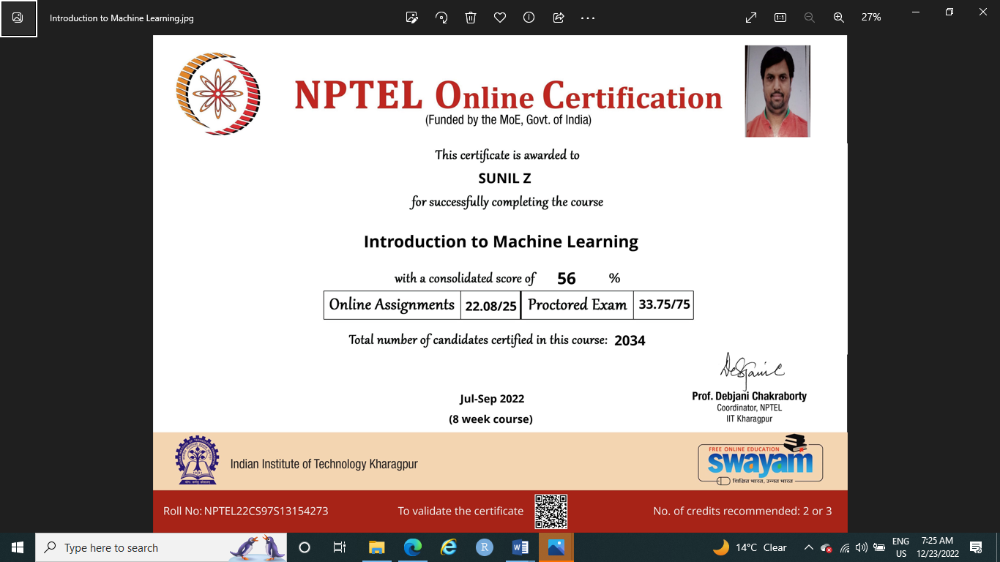 Introduction to Machine Learning.jpg
27%
NPTEL Online Certification
(Funded by the MoE, Govt. of India)
This certificate is awarded to
SUNIL Z
for successfully completing the course
Introduction to Machine Learning
with a consolidated score of 56 %
Online Assignments 22.08/25 Proctored Exam 33.75/75
Total number of candidates certified in this course: 2034
Jul-Sep 2022
(8 week course)
Prof. Debjani Chakraborty
Coordinator, NPTEL
IIT Kharagpur
Indian Institute of Technology Kharagpur
FREE ONLINE EDUCATION
swayam
शिक्षित भारत, उन्नत भारत
Roll No: NPTEL22CS97S13154273
To validate the certificate
No. of credits recommended: 2 or 3
Type here to search
14°C Clear
ENG
US
7:25 AM
12/23/2022